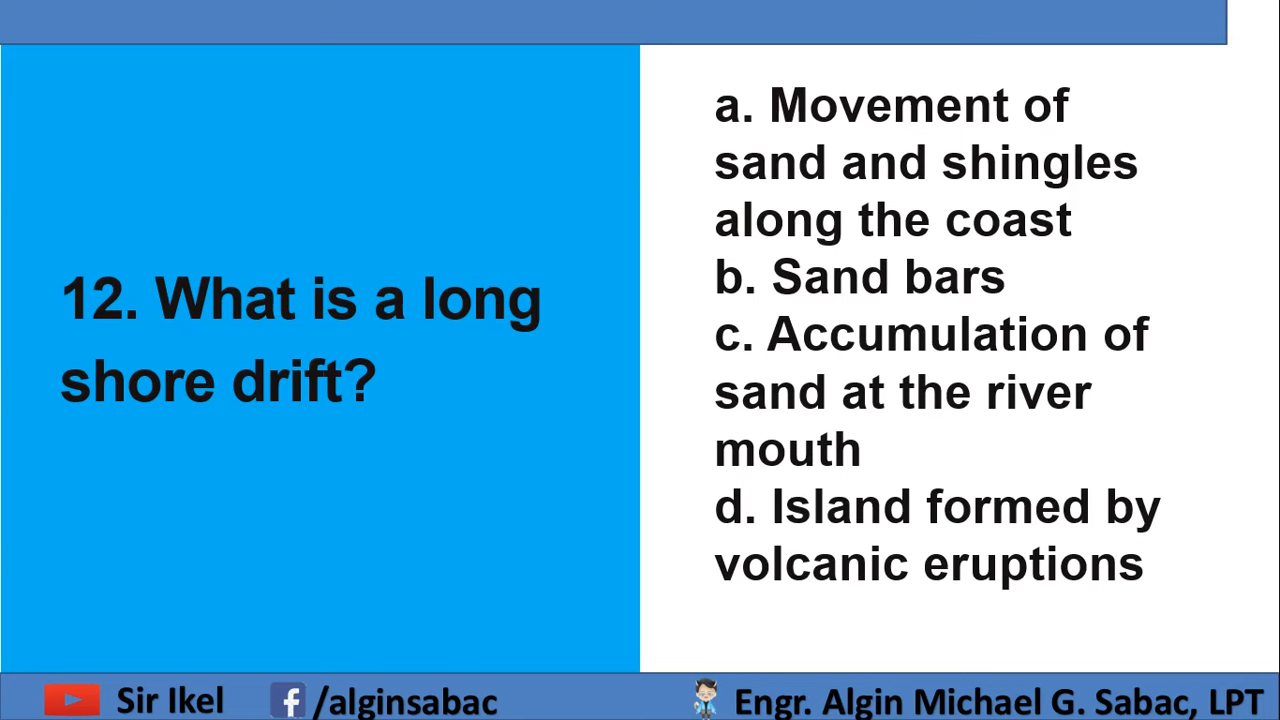 12. What is a long
shore drift?
a. Movement of
sand and shingles
along the coast
b. Sand bars
c. Accumulation of
sand at the river
mouth
d. Island formed by
volcanic eruptions
Sir Ikel
f /alginsabac
Engr. Algin Michael G. Sabac, LPT